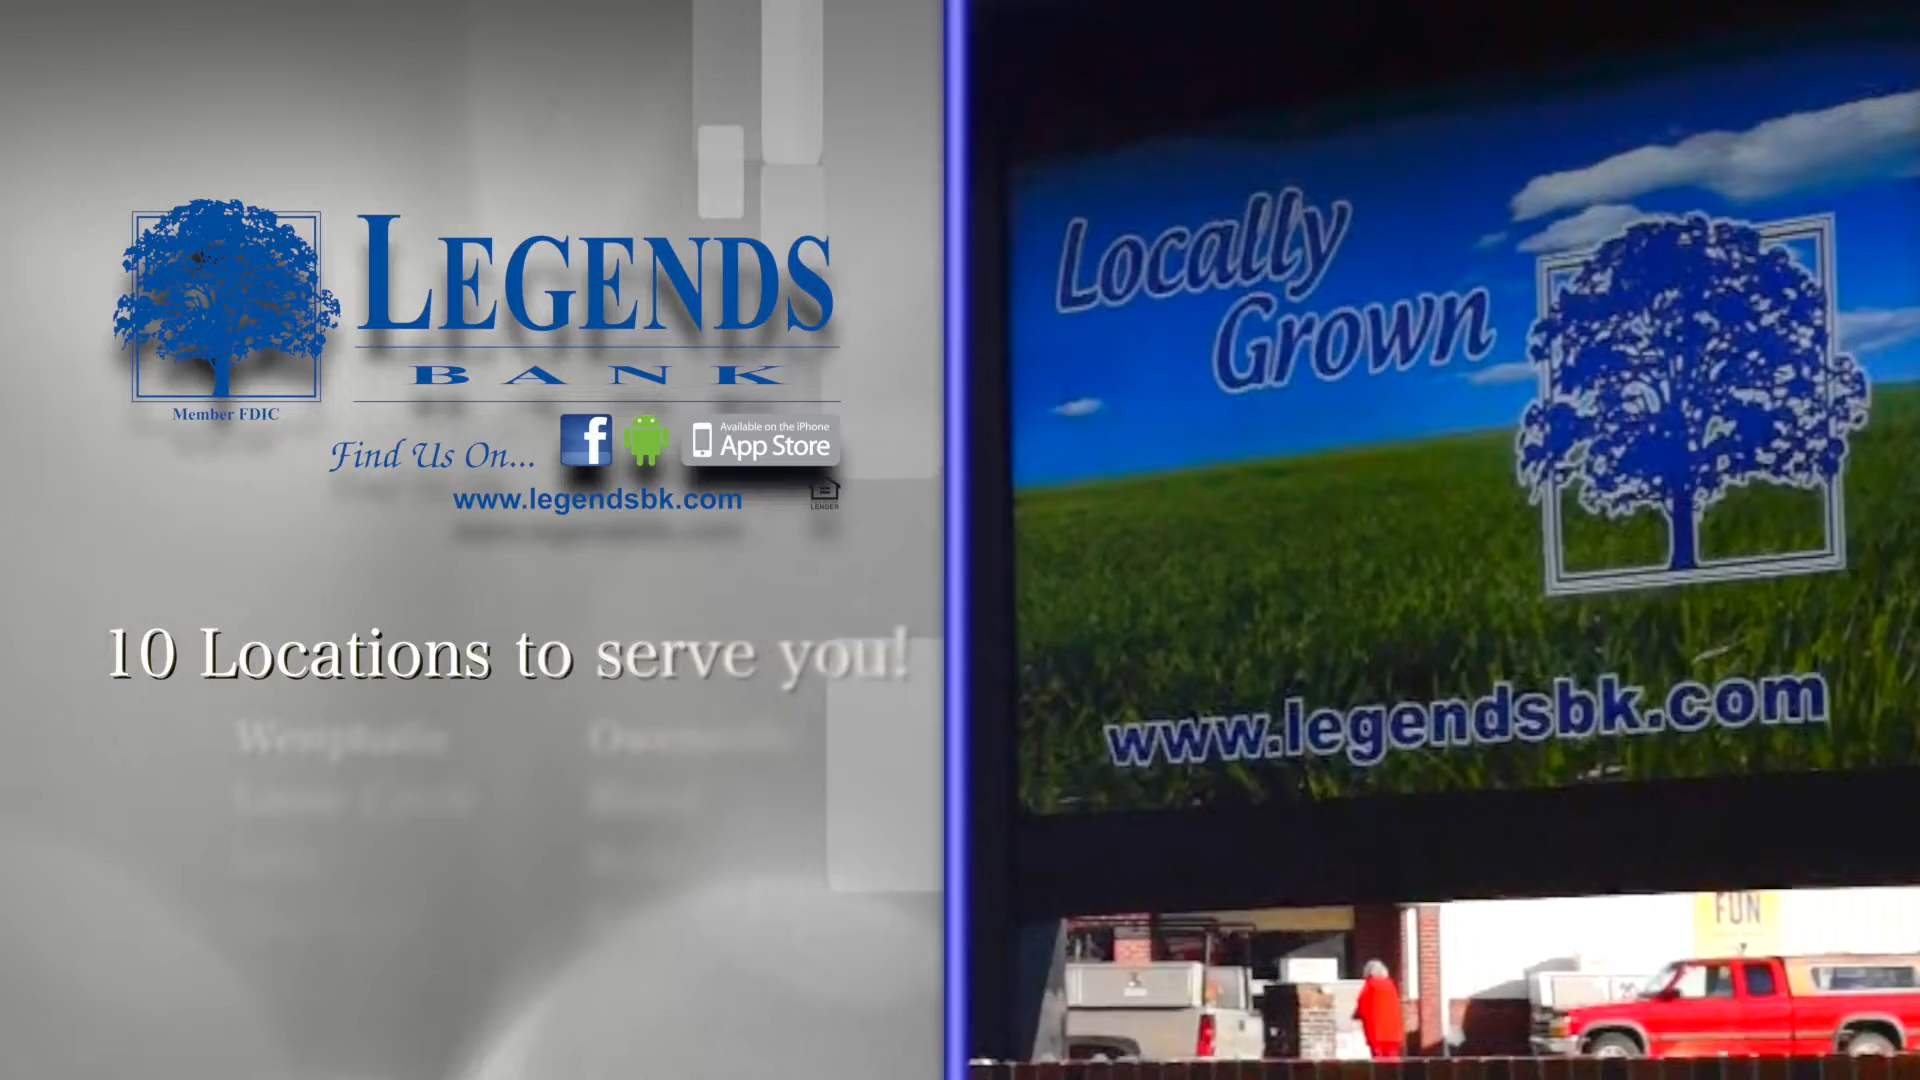 LEGENDS
BANK
Member FDIC
Find Us On...
f
Available on the iPhone
App Store
www.legendsbk.com
LENDER
10 Locations to serve you!
Locally
Grown
www.legendsbk.com
FUN